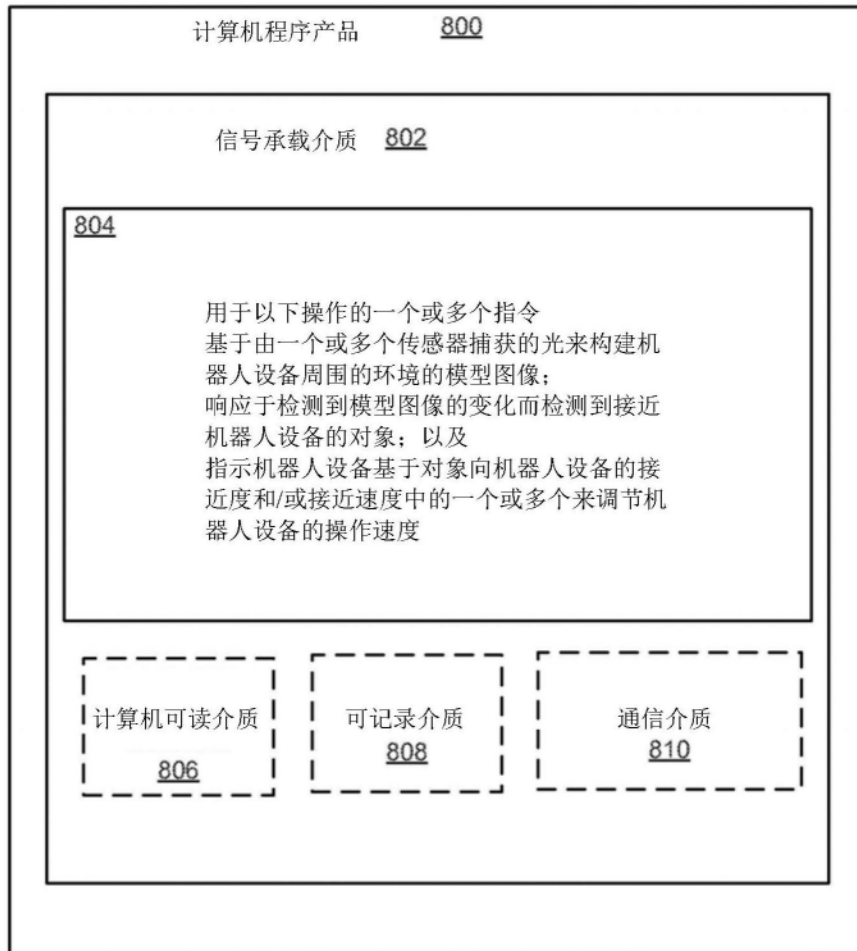 计算机程序产品 800
信号承载介质 802
804
用于以下操作的一个或多个指令
基于由一个或多个传感器捕获的光来构建机
器人设备周围的环境的模型图像；
响应于检测到模型图像的变化而检测到接近
机器人设备的对象；以及
指示机器人设备基于对象向机器人设备的接
近度和/或接近速度中的一个或多个来调节机
器人设备的操作速度
计算机可读介质
806
可记录介质
808
通信介质
810